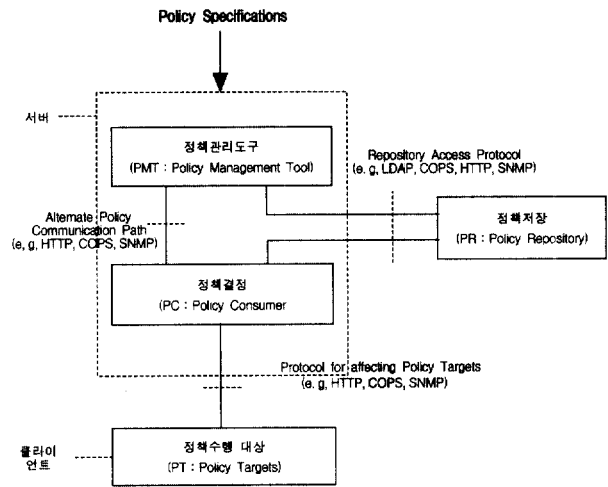 Policy Specifications
서버
정책관리도구
(PMT : Policy Management Tool)
Repository Access Protocol
(e. g, LDAP, COPS, HTTP, SNMP)
Alternate Policy
Communication Path
(e, g, HTTP, COPS, SNMP)
정책저장
(PR : Policy Repository)
정책결정
(PC : Policy Consumer
Protocol for affecting Policy Targets
(e. g, HTTP, COPS, SNMP)
클라이
언트
정책수행 대상
(PT : Policy Targets)